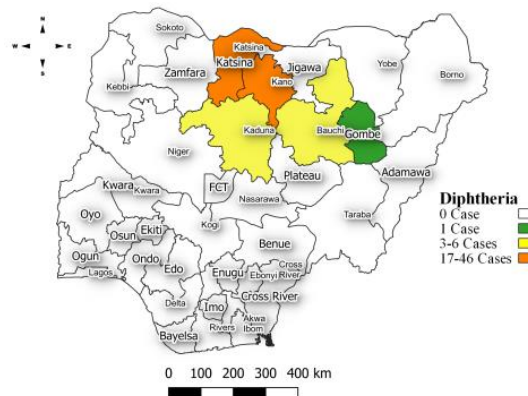 N
W E
S
Sokoto
Katsina
Katsina
Jigawa
Zamfara
Kano
Yobe
Borno
Kebbi
Kaduna
Bauchi
Gombe
Niger
Adamawa
Plateau
FCT
Kwara
Kwara
Nasarawa
Taraba
Oyo
Kogi
Ekiti
Osun
Benue
Ogun
Ondo
Edo
Lagos
Enugu
Ebonyi
Cross
River
Delta
Imo
Cross River
Bayelsa
Rivers
Akwa
Ibom
Diphtheria
0 Case
1 Case
3-6 Cases
17-46 Cases
0 100 200 300 400 km